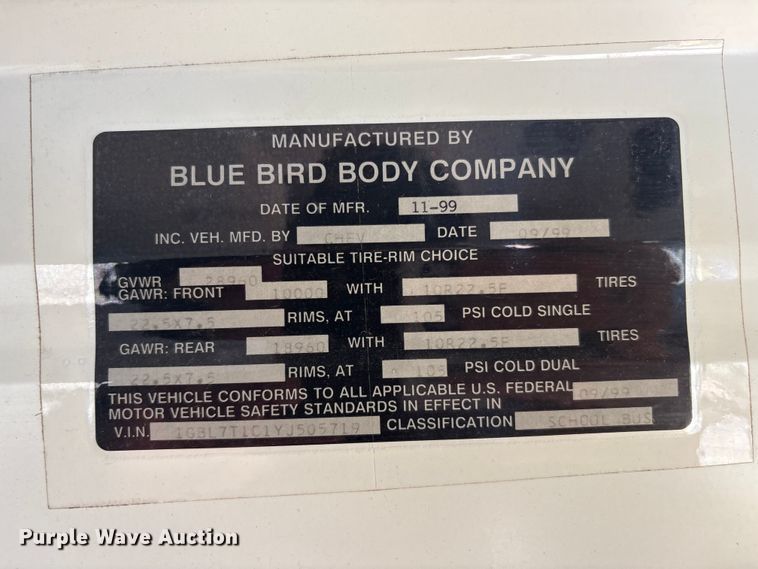 MANUFACTURED BY
BLUE BIRD BODY COMPANY
DATE OF MFR. 11-99
INC. VEH. MFD. BY CHEV DATE 09/99
SUITABLE TIRE-RIM CHOICE
GVWR 28960
GAWR: FRONT 10000 WITH 10R22.5F TIRES
22.5X7.5 RIMS, AT 105 PSI COLD SINGLE
GAWR: REAR 18960 WITH 10R22.5F TIRES
22.5X7.5 RIMS, AT 105 PSI COLD DUAL
THIS VEHICLE CONFORMS TO ALL APPLICABLE U.S. FEDERAL 09/99
MOTOR VEHICLE SAFETY STANDARDS IN EFFECT IN
V.I.N. 1GBL7T1C1YJ505719 CLASSIFICATION SCHOOL BUS
Purple Wave Auction